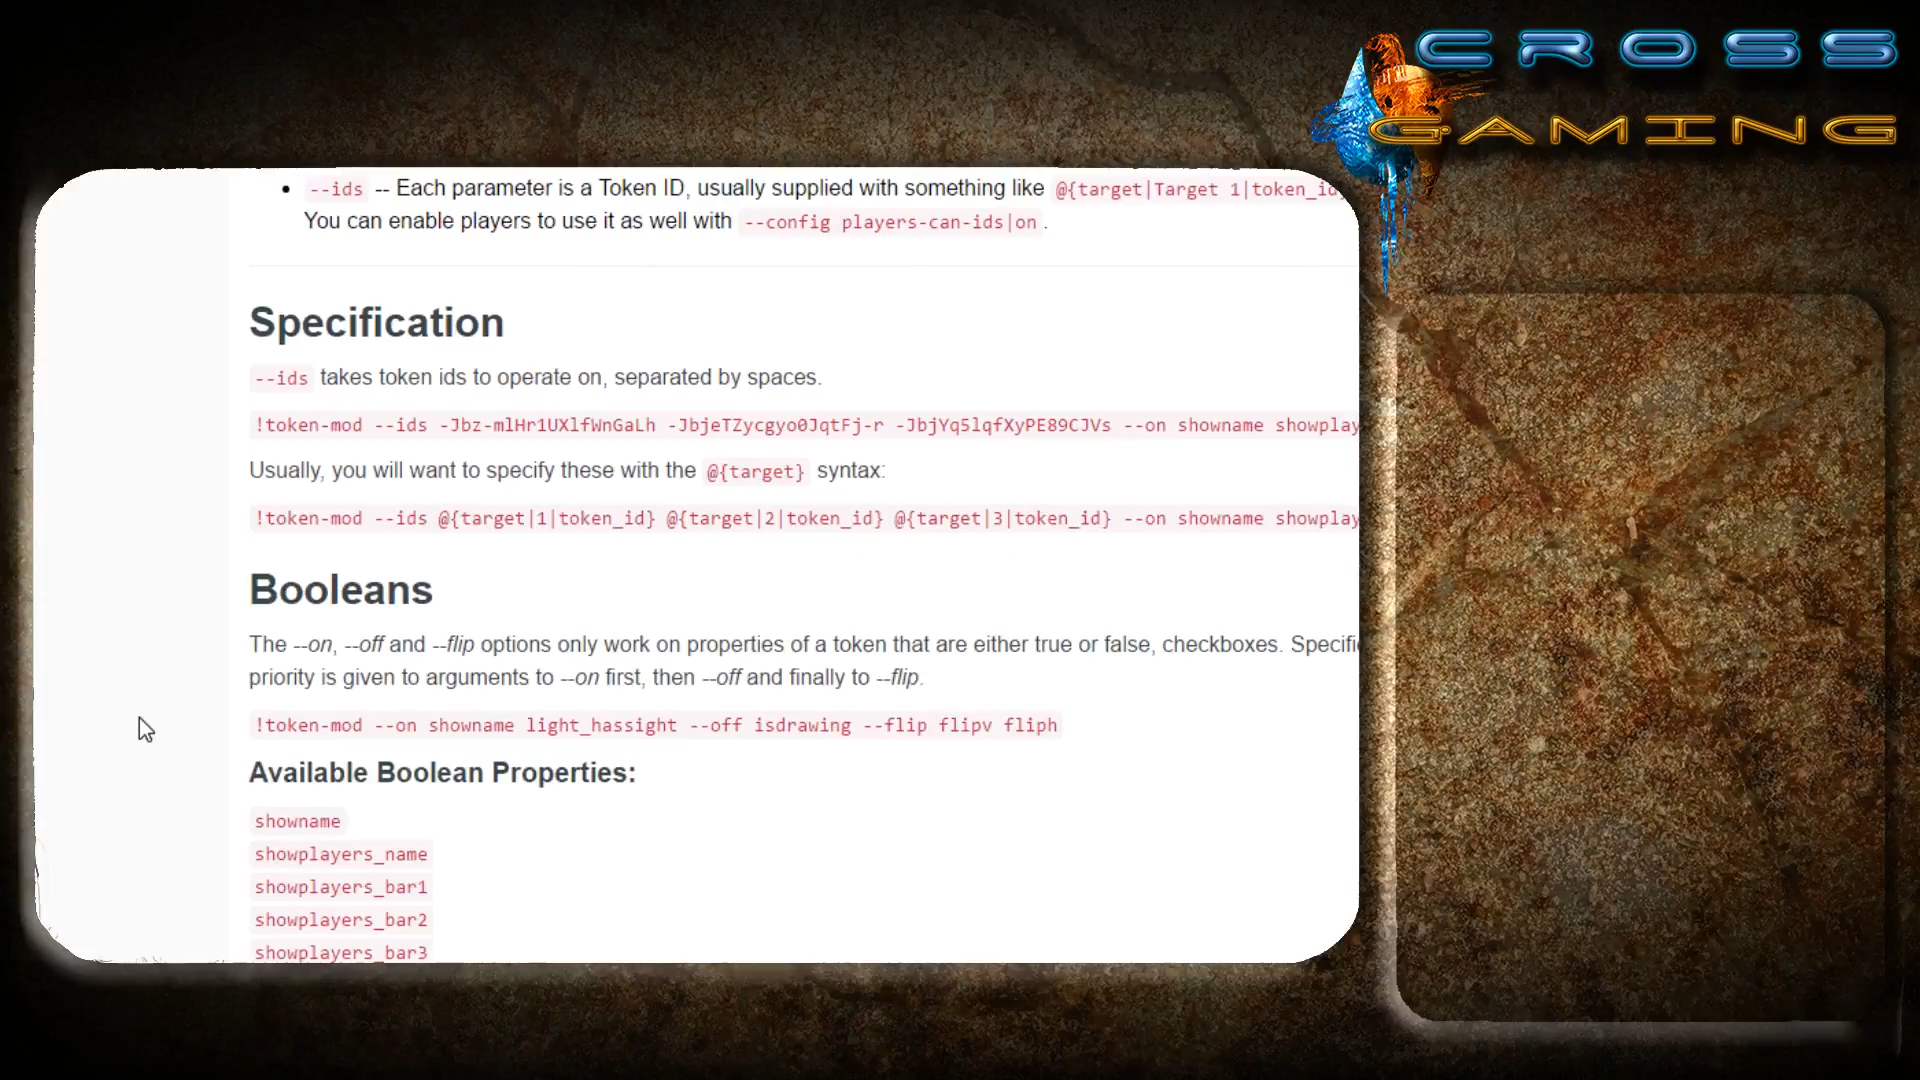 CROSS
GAMING
• --ids -- Each parameter is a Token ID, usually supplied with something like @{target|Target 1|token_id
You can enable players to use it as well with --config players-can-ids|on .
Specification
--ids takes token ids to operate on, separated by spaces.
!token-mod --ids -Jbz-mlHr1UXlfWnGaLh -JbjeTZycgyo0JqtFj-r -JbjYq5lqfXyPE89CJVs --on showname showplay
Usually, you will want to specify these with the @{target} syntax:
!token-mod --ids @{target|1|token_id} @{target|2|token_id} @{target|3|token_id} --on showname showplay
Booleans
The --on, --off and --flip options only work on properties of a token that are either true or false, checkboxes. Specifi
priority is given to arguments to --on first, then --off and finally to --flip.
!token-mod --on showname light_hassight --off isdrawing --flip flipv fliph
Available Boolean Properties:
showname
showplayers_name
showplayers_bar1
showplayers_bar2
showplayers_bar3